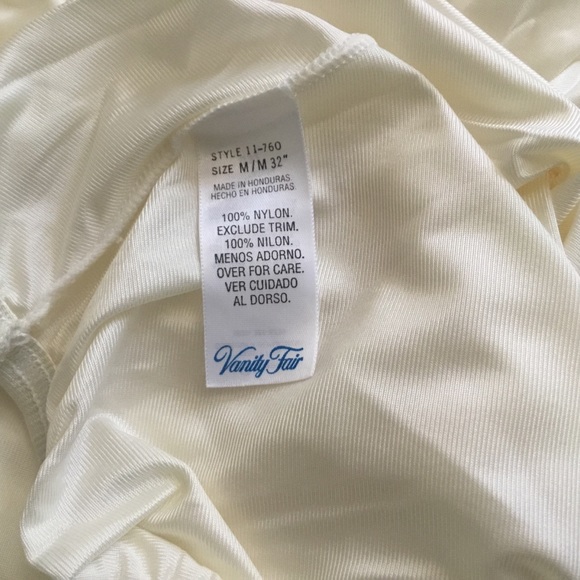 STYLE 11-760
SIZE M/M 32"
MADE IN HONDURAS
HECHO EN HONDURAS
100% NYLON.
EXCLUDE TRIM.
100% NILON.
MENOS ADORNO.
OVER FOR CARE.
VER CUIDADO
AL DORSO.
Vanity Fair